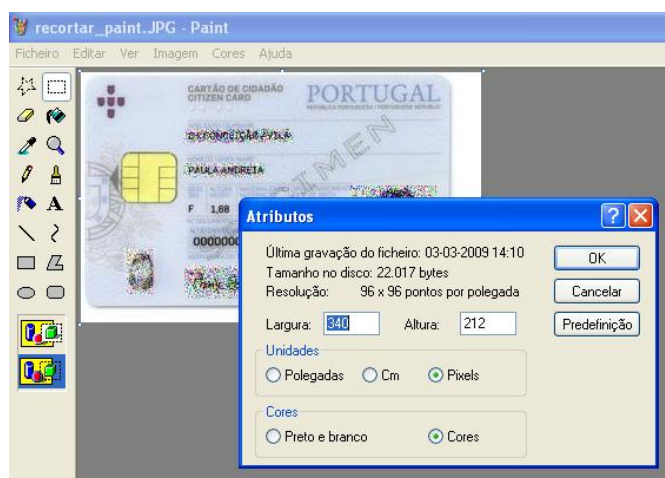 recortar_paint.JPG - Paint
Ficheiro Editar Ver Imagem Cores Ajuda
CARTÃO DE CIDADÃO
CITIZEN CARD
PORTUGAL
PAULA ANDREIA
F 1,68
0000000
Atributos
Última gravação do ficheiro: 03-03-2009 14:10
Tamanho no disco: 22.017 bytes
Resolução: 96 x 96 pontos por polegada
Largura: 340 Altura: 212
Unidades
Polegadas Cm Pixels
Cores
Preto e branco Cores
OK
Cancelar
Predefinição